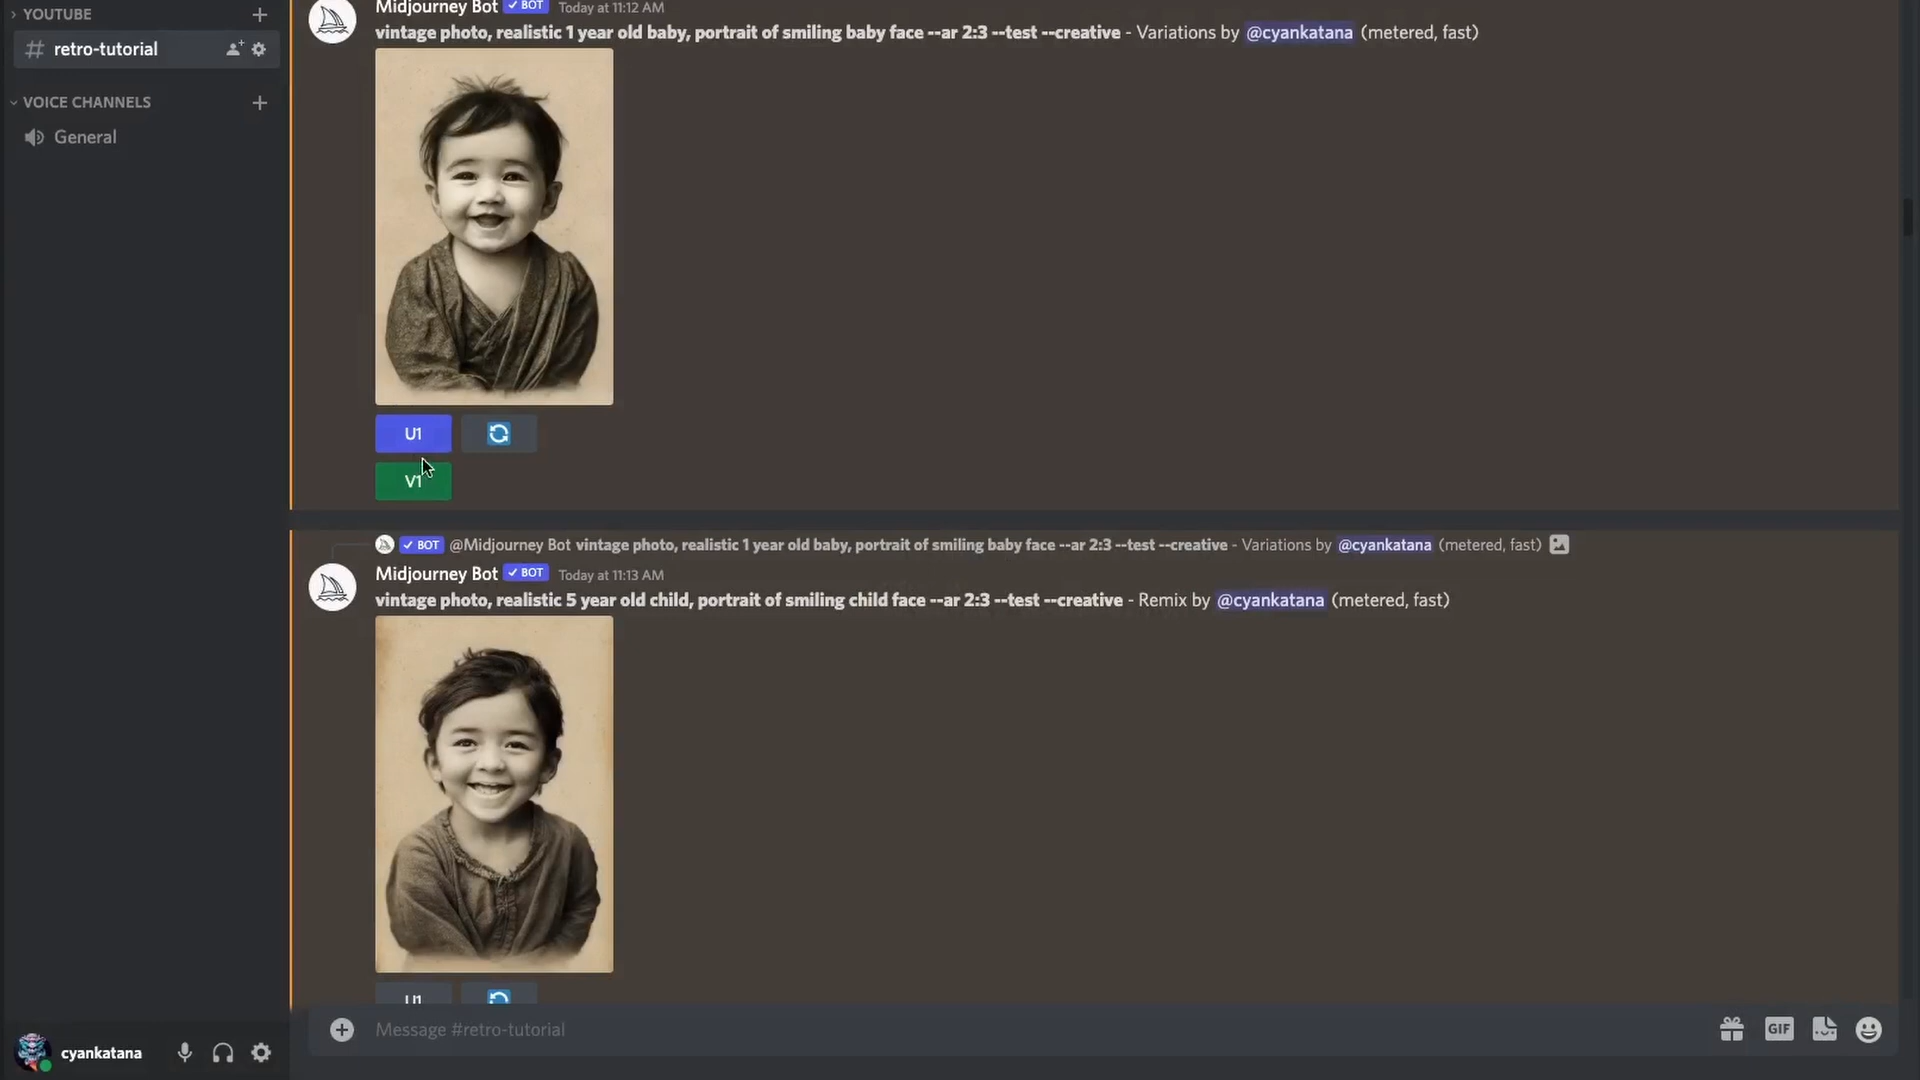 YOUTUBE
retro-tutorial
VOICE CHANNELS
General
Midjourney Bot ✓ BOT Today at 11:12 AM
vintage photo, realistic 1 year old baby, portrait of smiling baby face --ar 2:3 --test --creative - Variations by @cyankatana (metered, fast)
U1
V1
✓ BOT @Midjourney Bot vintage photo, realistic 1 year old baby, portrait of smiling baby face --ar 2:3 --test --creative - Variations by @cyankatana (metered, fast)
Midjourney Bot ✓ BOT Today at 11:13 AM
vintage photo, realistic 5 year old child, portrait of smiling child face --ar 2:3 --test --creative - Remix by @cyankatana (metered, fast)
U1
Message #retro-tutorial
GIF
cyankatana